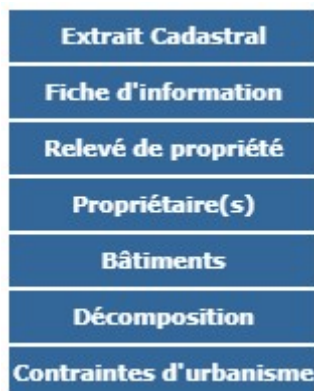 Extrait Cadastral
Fiche d'information
Relevé de propriété
Propriétaire(s)
Bâtiments
Décomposition
Contraintes d'urbanisme